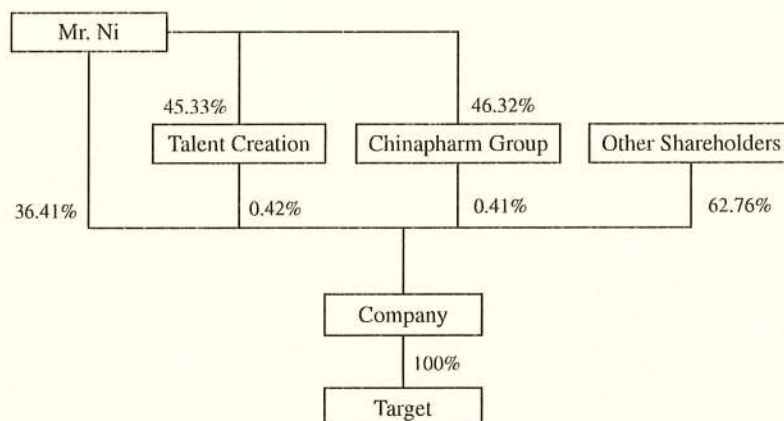 Mr. Ni
45.33%
46.32%
Talent Creation
Chinapharm Group
Other Shareholders
36.41%
0.42%
0.41%
62.76%
Company
100%
Target